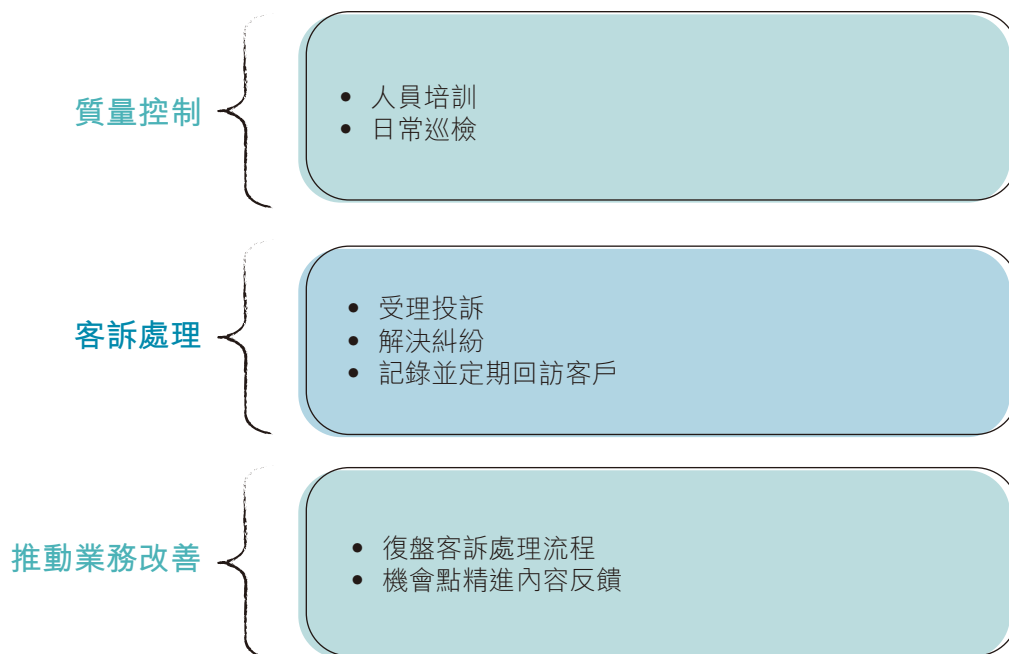 質量控制
• 人員培訓
• 日常巡檢
客訴處理
• 受理投訴
• 解決糾紛
• 記錄並定期回訪客戶
推動業務改善
• 復盤客訴處理流程
• 機會點精進內容反饋